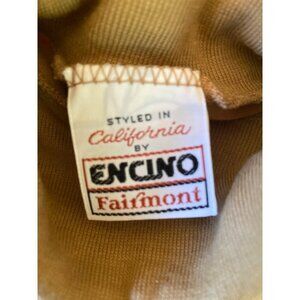 STYLED IN
California
BY
ENCINO
Fairmont